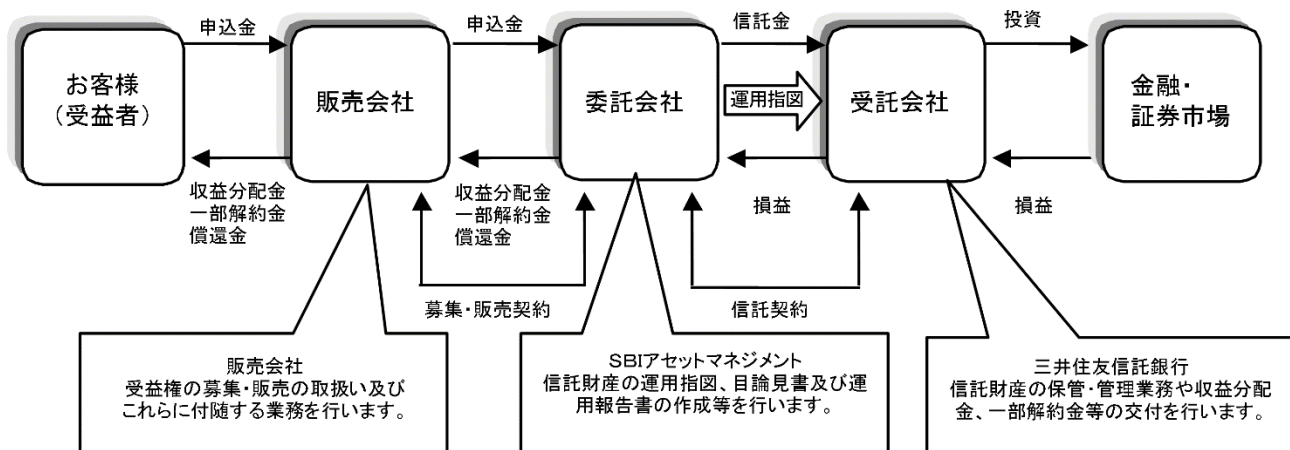 申込金
申込金
信託金
投資
お客様
(受益者)
販売会社
委託会社
運用指図
受託会社
金融・
証券市場
収益分配金
一部解約金
償還金
収益分配金
一部解約金
償還金
損益
損益
募集・販売契約
信託契約
販売会社
受益権の募集・販売の取扱い及び
これらに付随する業務を行います。
SBIアセットマネジメント
信託財産の運用指図、目論見書及び運
用報告書の作成等を行います。
三井住友信託銀行
信託財産の保管・管理業務や収益分配
金、一部解約金等の交付を行います。